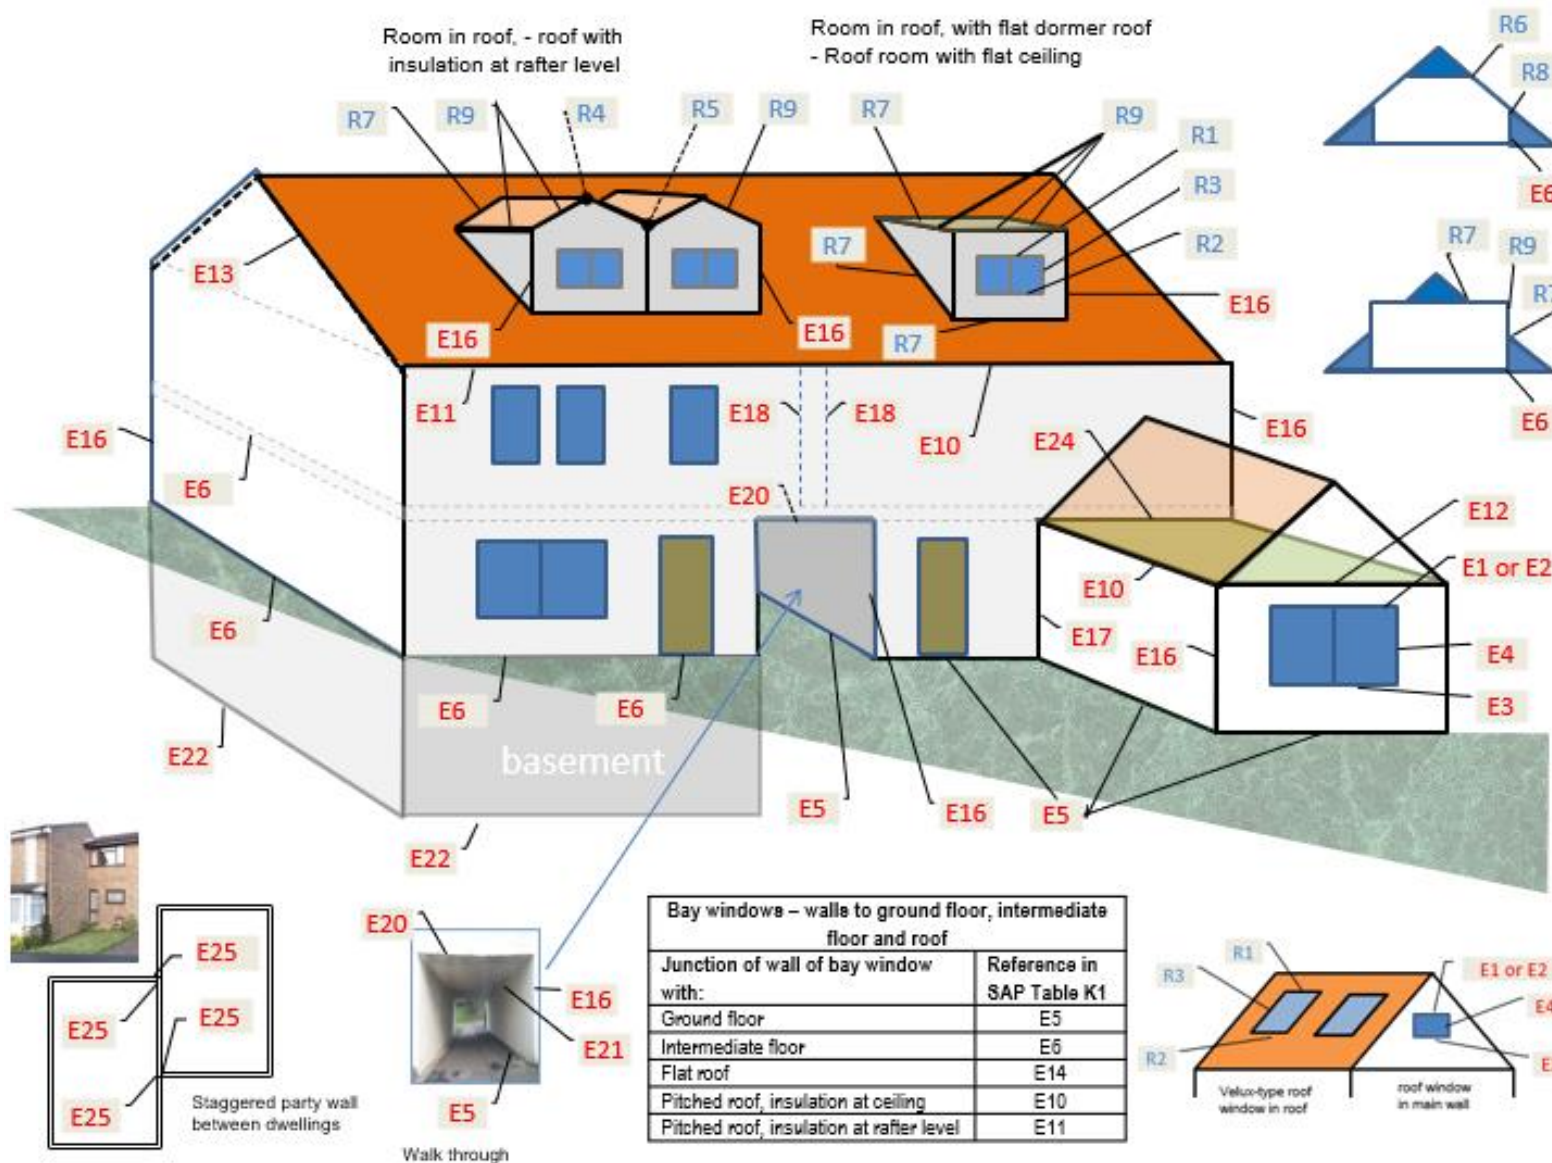 Room in roof, - roof with
insulation at rafter level
Room in roof, with flat dormer roof
- Roof room with flat ceiling
R6
R8
E6
R7
R9
R4
R5
R9
R7
R9
R1
R3
R7
R2
R7
R9
E6
E13
E16
E16
R7
E16
E11
E18
E18
E10
E24
E16
E16
E6
E20
E12
E1 or E2
E10
E17
E16
E4
E3
E6
E6
E6
E22
basement
E5
E16
E5
E22
E25
E25
E25
E25
Staggered party wall
between dwellings
E20
E16
E21
E5
Walk through
Bay windows – walls to ground floor, intermediate
floor and roof
Junction of wall of bay window with: Reference in SAP Table K1
Ground floor E5
Intermediate floor E6
Flat roof E14
Pitched roof, insulation at ceiling E10
Pitched roof, insulation at rafter level E11
R1
R3
R2
E1 or E2
Velux-type roof
window in roof
roof window
in main wall